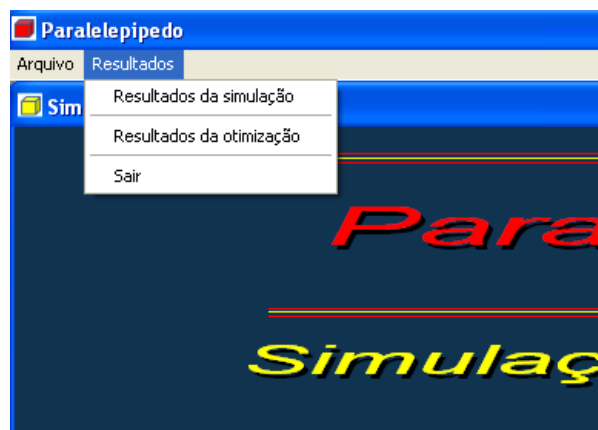 Paralelepipedo
Arquivo Resultados
Sim
Resultados da simulação
Resultados da otimização
Sair
Para
Simulaç